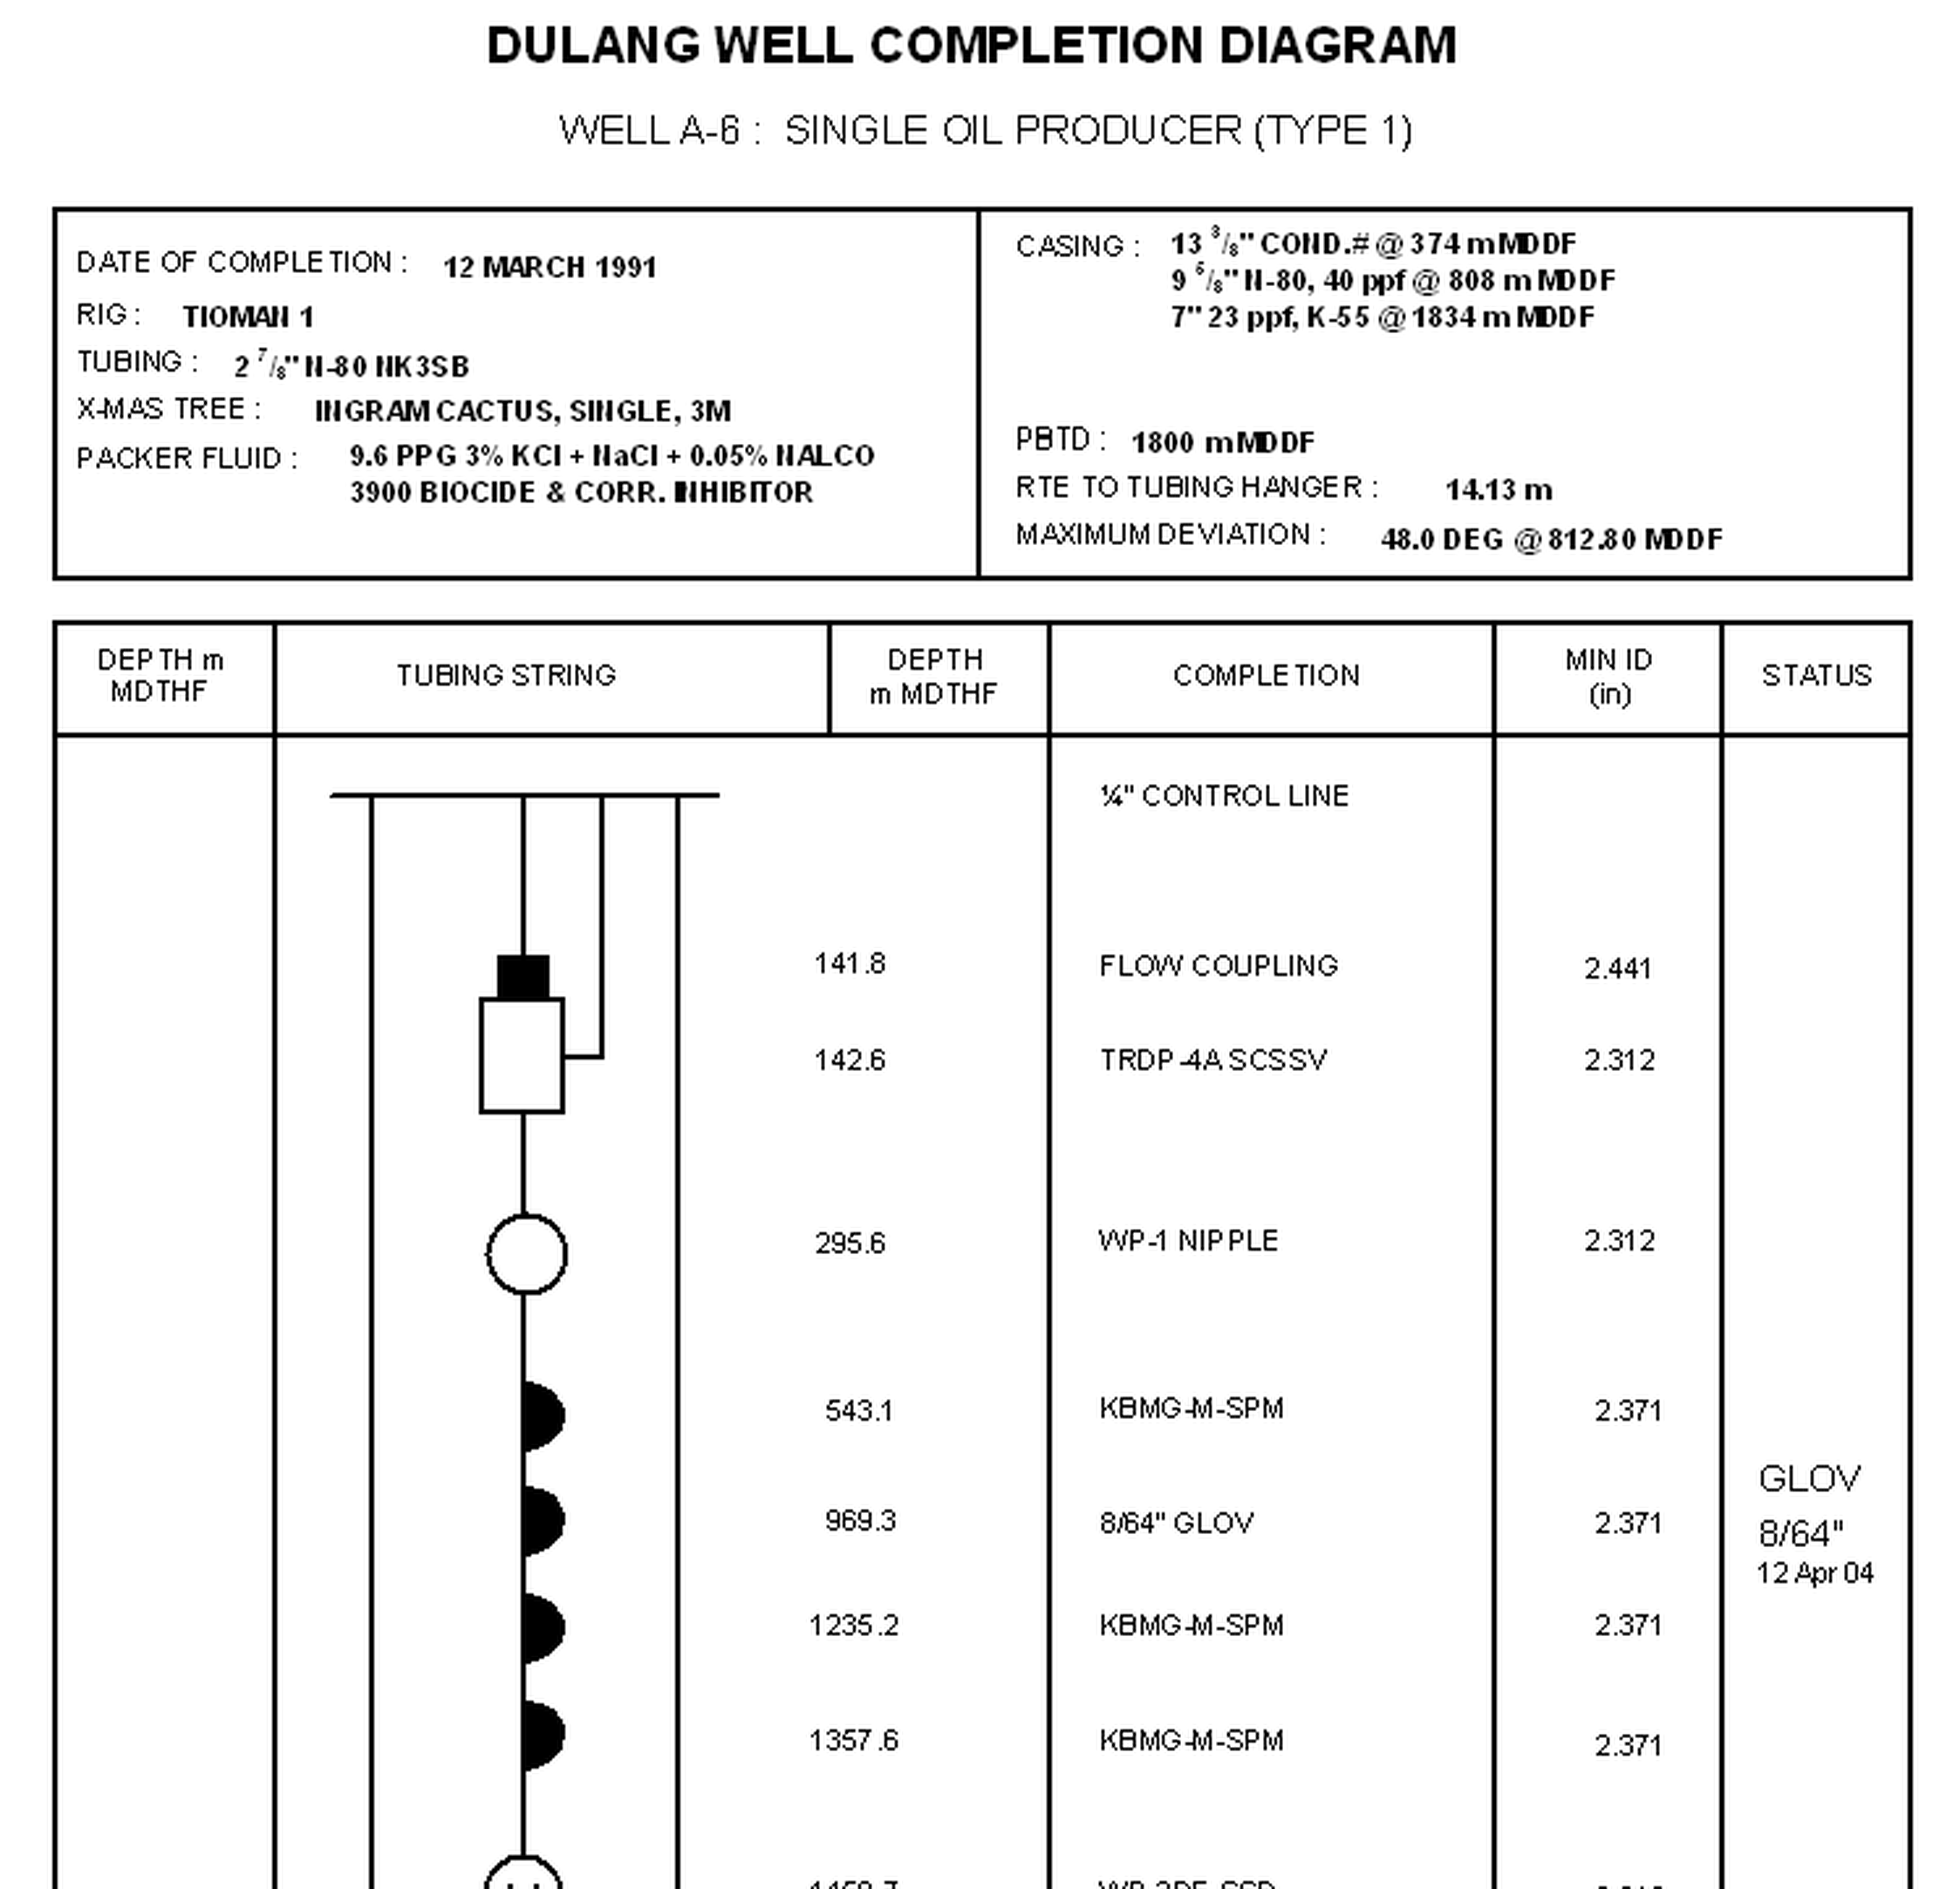 DULANG WELL COMPLETION DIAGRAM
WELL A-6 : SINGLE OIL PRODUCER (TYPE 1)
DATE OF COMPLETION : 12 MARCH 1991
RIG : TIOMAN 1
TUBING : 2 7/8" N-80 NK3SB
X-MAS TREE : INGRAM CACTUS, SINGLE, 3M
PACKER FLUID : 9.6 PPG 3% KCl + NaCl + 0.05% NALCO
3900 BIOCIDE & CORR. INHIBITOR
CASING : 13 3/8" COND.# @ 374 m MDDF
9 5/8" N-80, 40 ppf @ 808 m MDDF
7" 23 ppf, K-55 @ 1834 m MDDF
PBTD : 1800 m MDDF
RTE TO TUBING HANGER : 14.13 m
MAXIMUM DEVIATION : 48.0 DEG @ 812.80 MDDF
DEPTH m MDTHF
TUBING STRING
DEPTH m MDTHF
COMPLETION
MIN ID (in)
STATUS
¼" CONTROL LINE
141.8 FLOW COUPLING 2.441
142.6 TRDP-4A SCSSV 2.312
295.6 WP-1 NIPPLE 2.312
543.1 KBMG-M-SPM 2.371
969.3 8/64" GLOV 2.371
GLOV
8/64"
12 Apr 04
1235.2 KBMG-M-SPM 2.371
1357.6 KBMG-M-SPM 2.371